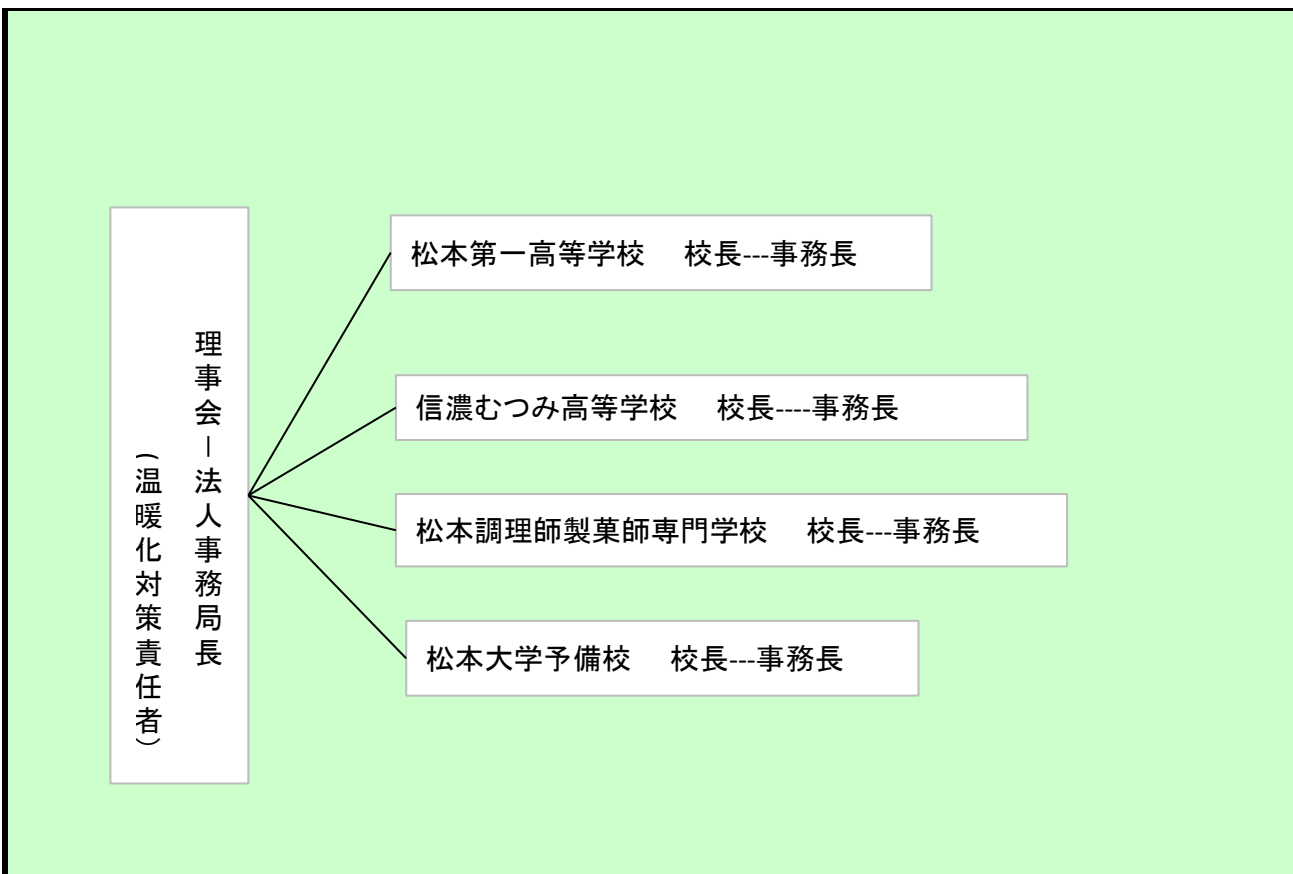 理事会－法人事務局長
(温暖化対策責任者)
松本第一高等学校　校長---事務長
信濃むつみ高等学校　校長----事務長
松本調理師製菓師専門学校　校長---事務長
松本大学予備校　校長---事務長